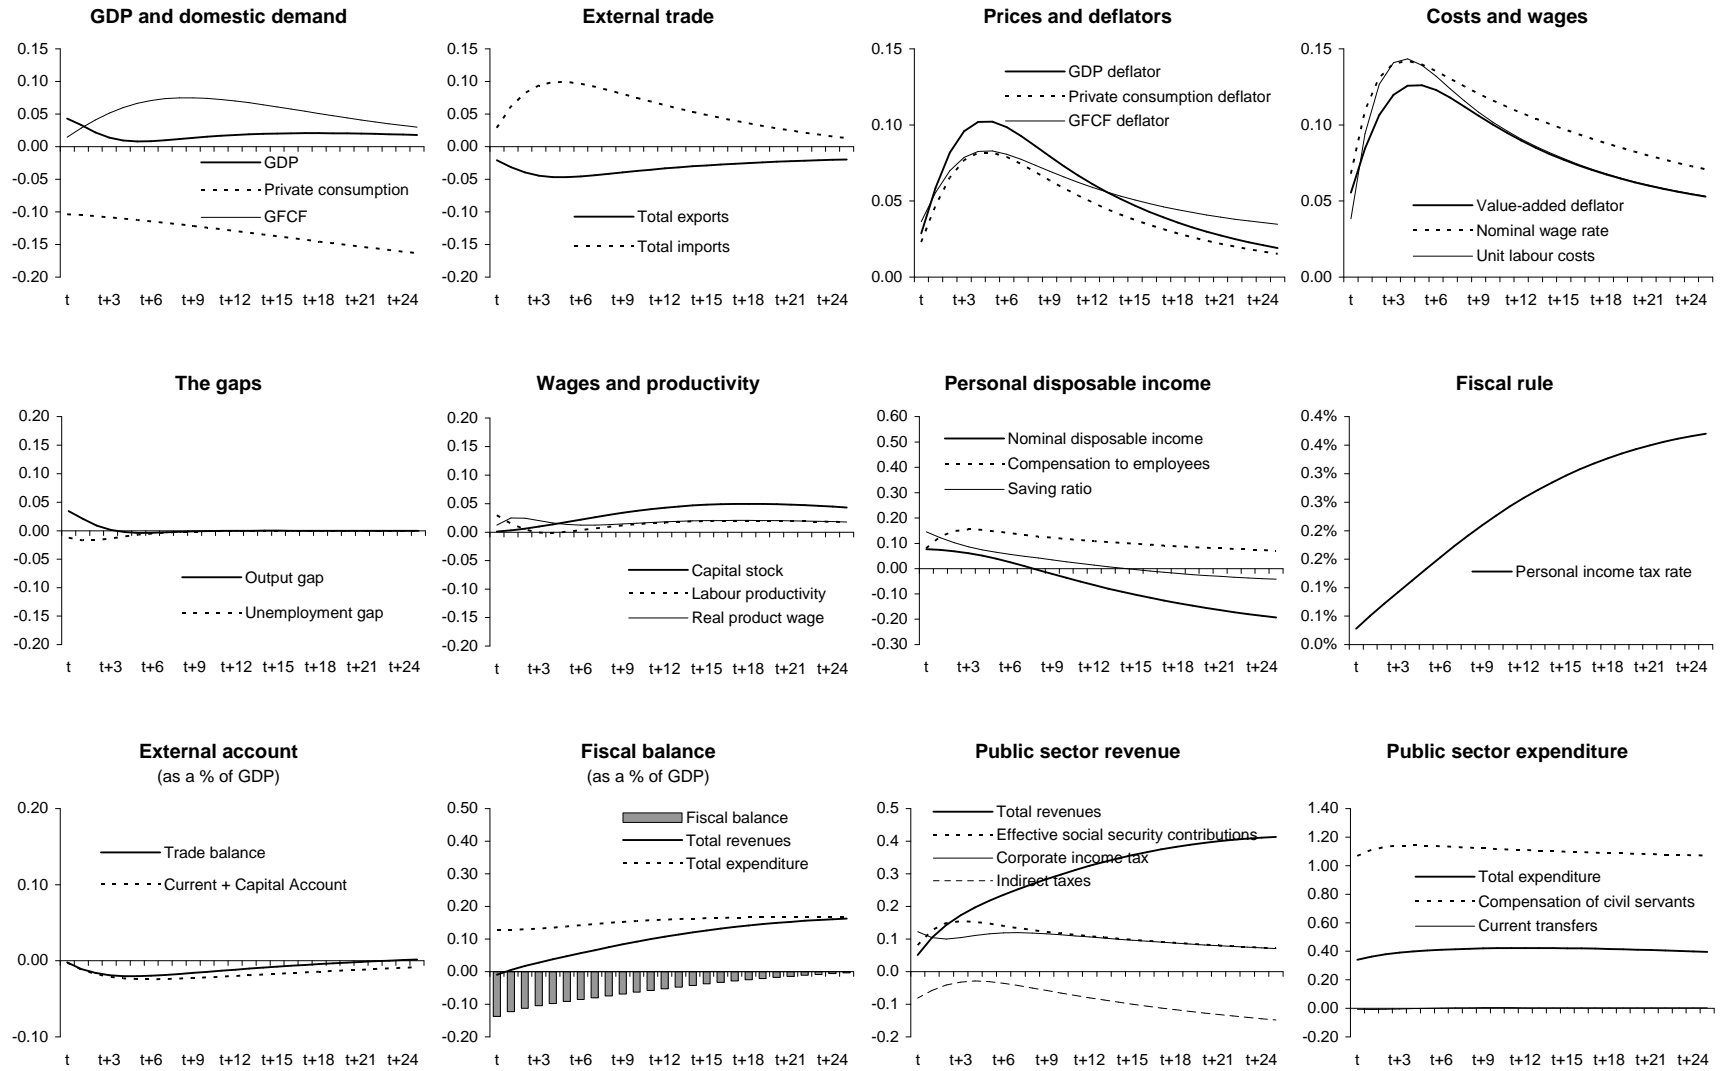 GDP and domestic demand
0.15
0.10
0.05
0.00
-0.05
-0.10
-0.15
-0.20
GDP
Private consumption
GFCF
t t+3 t+6 t+9 t+12 t+15 t+18 t+21 t+24
External trade
0.15
0.10
0.05
0.00
-0.05
-0.10
-0.15
-0.20
Total exports
Total imports
t t+3 t+6 t+9 t+12 t+15 t+18 t+21 t+24
Prices and deflators
0.15
0.10
0.05
0.00
GDP deflator
Private consumption deflator
GFCF deflator
t t+3 t+6 t+9 t+12 t+15 t+18 t+21 t+24
Costs and wages
0.15
0.10
0.05
0.00
Value-added deflator
Nominal wage rate
Unit labour costs
t t+3 t+6 t+9 t+12 t+15 t+18 t+21 t+24
The gaps
0.20
0.15
0.10
0.05
0.00
-0.05
-0.10
-0.15
-0.20
Output gap
Unemployment gap
t t+3 t+6 t+9 t+12 t+15 t+18 t+21 t+24
Wages and productivity
0.20
0.15
0.10
0.05
0.00
-0.05
-0.10
-0.15
-0.20
Capital stock
Labour productivity
Real product wage
t t+3 t+6 t+9 t+12 t+15 t+18 t+21 t+24
Personal disposable income
0.60
0.50
0.40
0.30
0.20
0.10
0.00
-0.10
-0.20
-0.30
Nominal disposable income
Compensation to employees
Saving ratio
t t+3 t+6 t+9 t+12 t+15 t+18 t+21 t+24
Fiscal rule
0.4%
0.4%
0.3%
0.3%
0.2%
0.2%
0.1%
0.1%
0.0%
Personal income tax rate
t t+3 t+6 t+9 t+12 t+15 t+18 t+21 t+24
External account
(as a % of GDP)
0.20
0.10
0.00
-0.10
Trade balance
Current + Capital Account
t t+3 t+6 t+9 t+12 t+15 t+18 t+21 t+24
Fiscal balance
(as a % of GDP)
0.50
0.40
0.30
0.20
0.10
0.00
-0.10
-0.20
Fiscal balance
Total revenues
Total expenditure
t t+3 t+6 t+9 t+12 t+15 t+18 t+21 t+24
Public sector revenue
0.5
0.4
0.3
0.2
0.1
0.0
-0.1
-0.2
Total revenues
Effective social security contributions
Corporate income tax
Indirect taxes
t t+3 t+6 t+9 t+12 t+15 t+18 t+21 t+24
Public sector expenditure
1.40
1.20
1.00
0.80
0.60
0.40
0.20
0.00
-0.20
Total expenditure
Compensation of civil servants
Current transfers
t t+3 t+6 t+9 t+12 t+15 t+18 t+21 t+24